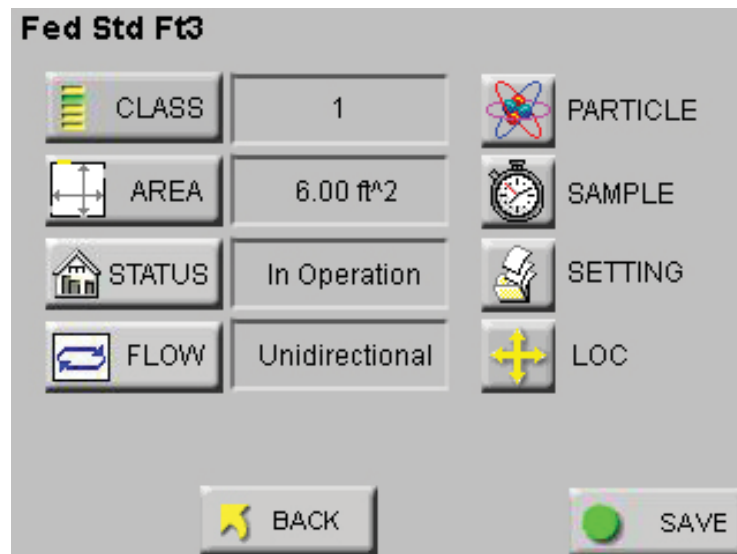 Fed Std Ft3
CLASS 1 PARTICLE
AREA 6.00 ft^2 SAMPLE
STATUS In Operation SETTING
FLOW Unidirectional LOC
BACK SAVE